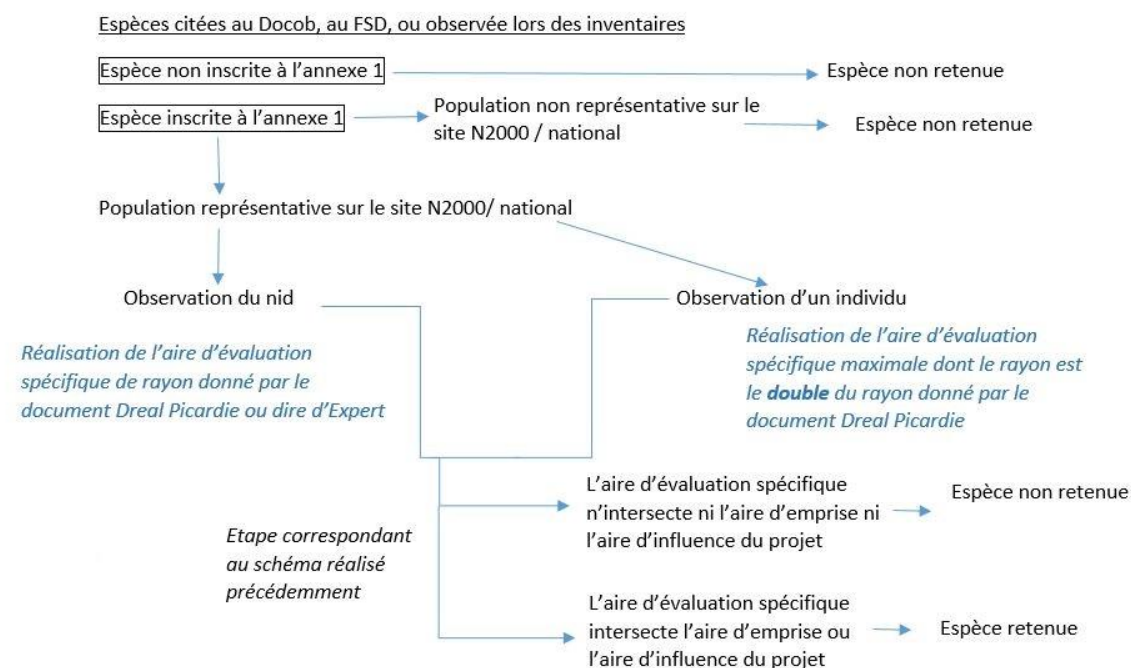 Espèces citées au Docob, au FSD, ou observée lors des inventaires
Espèce non inscrite à l'annexe 1
Espèce non retenue
Espèce inscrite à l'annexe 1
Population non représentative sur le
site N2000 / national
Espèce non retenue
Population représentative sur le site N2000/ national
Observation du nid
Observation d'un individu
Réalisation de l'aire d'évaluation
spécifique de rayon donné par le
document Dreal Picardie ou dire d'Expert
Réalisation de l'aire d'évaluation
spécifique maximale dont le rayon est
le double du rayon donné par le
document Dreal Picardie
L'aire d'évaluation spécifique
n'intersecte ni l'aire d'emprise ni
l'aire d'influence du projet
Espèce non retenue
Etape correspondant
au schéma réalisé
précédemment
L'aire d'évaluation spécifique
intersecte l'aire d'emprise ou
l'aire d'influence du projet
Espèce retenue